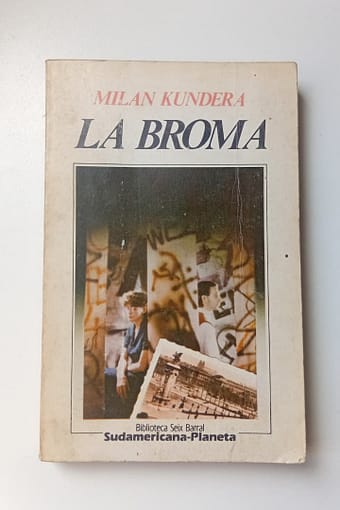 MILAN KUNDERA
LA BROMA
Biblioteca Seix Barral
Sudamericana-Planeta